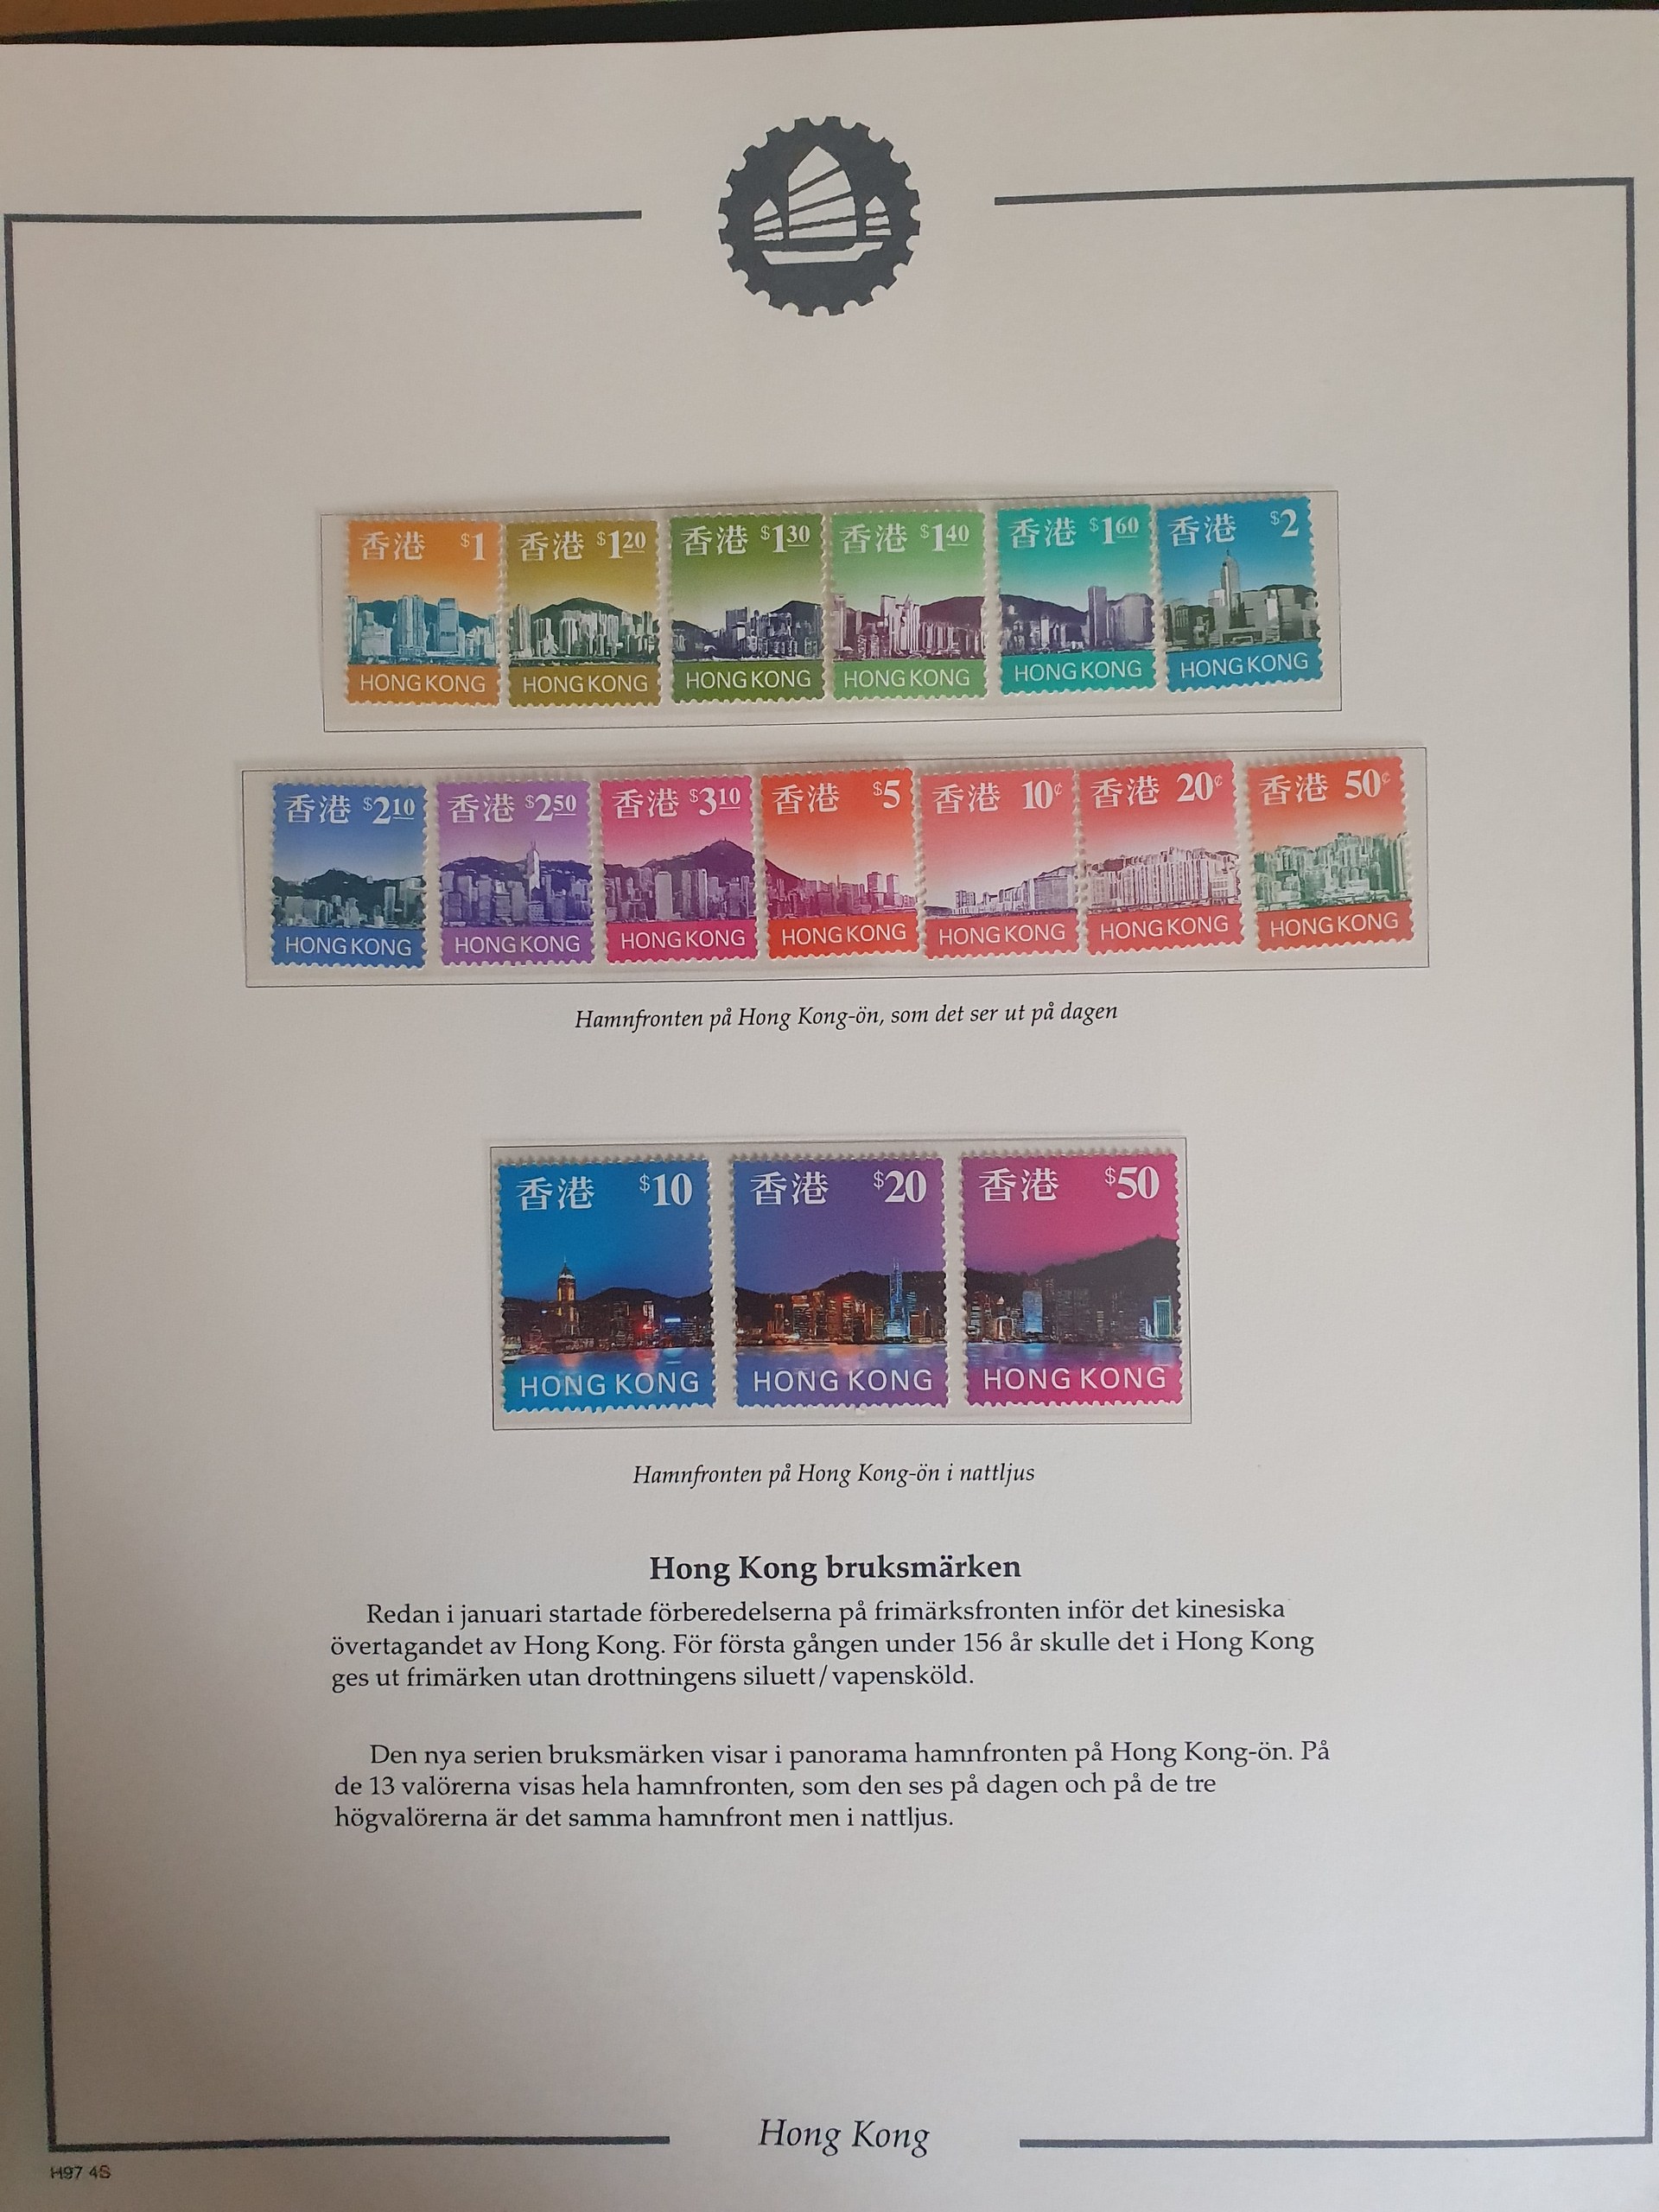 香港 $1
HONG KONG
香港 $1 20
HONG KONG
香港 $1 30
HONG KONG
香港 $1 40
HONG KONG
香港 $1 60
HONG KONG
香港 $2
HONG KONG
香港 $2 10
HONG KONG
香港 $2 50
HONG KONG
香港 $3 10
HONG KONG
香港 $5
HONG KONG
香港 10¢
HONG KONG
香港 20¢
HONG KONG
香港 50¢
HONG KONG
Hamnfronten på Hong Kong-ön, som det ser ut på dagen
香港 $10
HONG KONG
香港 $20
HONG KONG
香港 $50
HONG KONG
Hamnfronten på Hong Kong-ön i nattljus
Hong Kong bruksmärken
Redan i januari startade förberedelserna på frimärksfronten inför det kinesiska
övertagandet av Hong Kong. För första gången under 156 år skulle det i Hong Kong
ges ut frimärken utan drottningens siluett/vapensköld.
Den nya serien bruksmärken visar i panorama hamnfronten på Hong Kong-ön. På
de 13 valörerna visas hela hamnfronten, som den ses på dagen och på de tre
högvalörerna är det samma hamnfront men i nattljus.
Hong Kong
H97 4S